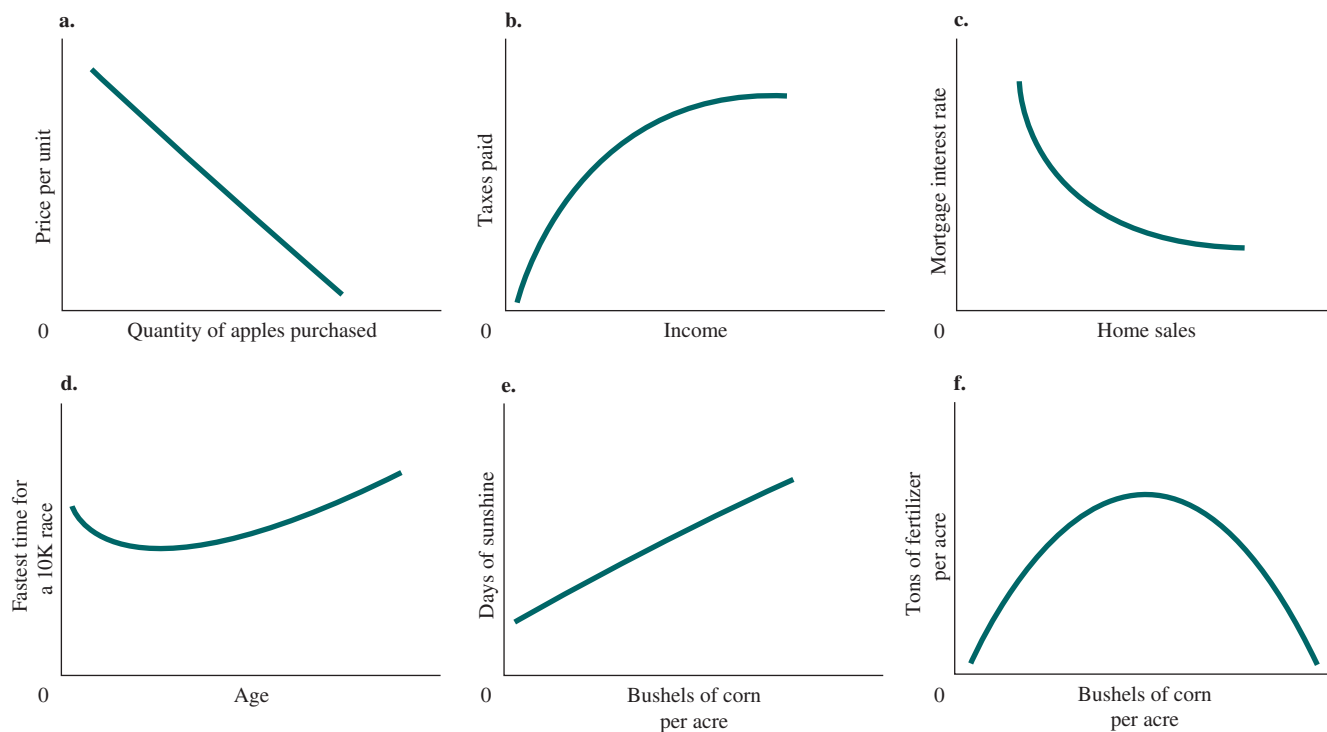 a.
Price per unit
0
Quantity of apples purchased
b.
Taxes paid
0
Income
c.
Mortgage interest rate
0
Home sales
d.
Fastest time for
a 10K race
0
Age
e.
Days of sunshine
0
Bushels of corn
per acre
f.
Tons of fertilizer
per acre
0
Bushels of corn
per acre